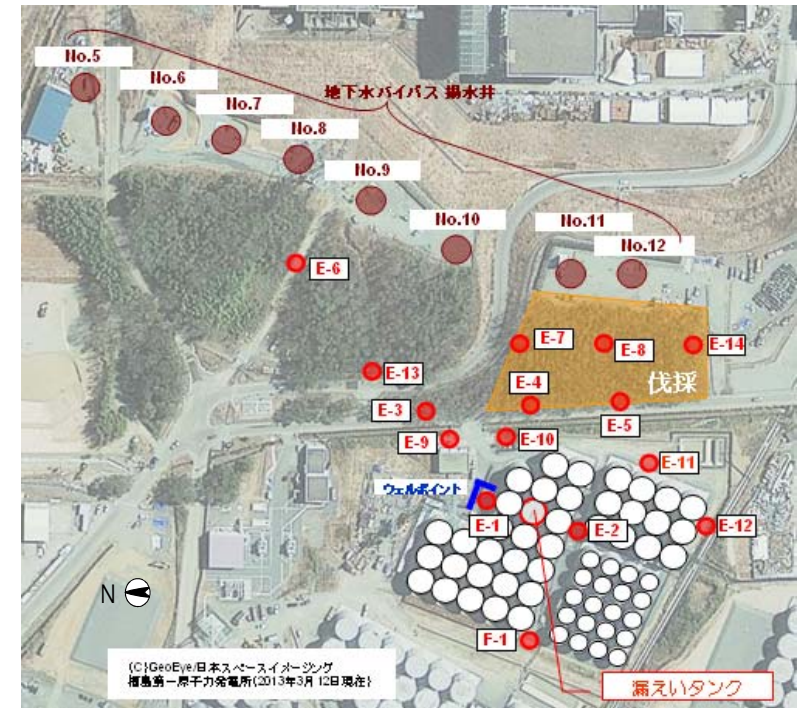 No.5
No.6
No.7
No.8
No.9
No.10
No.11
No.12
地下水バイパス 揚水井
E-6
E-7
E-8
E-14
E-13
E-4
伐採
E-3
E-5
E-9
E-10
E-11
ウェルポイント
E-1
E-2
E-12
N
F-1
(C)GeoEye/日本スペースイメージング
福島第一原子力発電所(2013年3月12日現在)
漏えいタンク